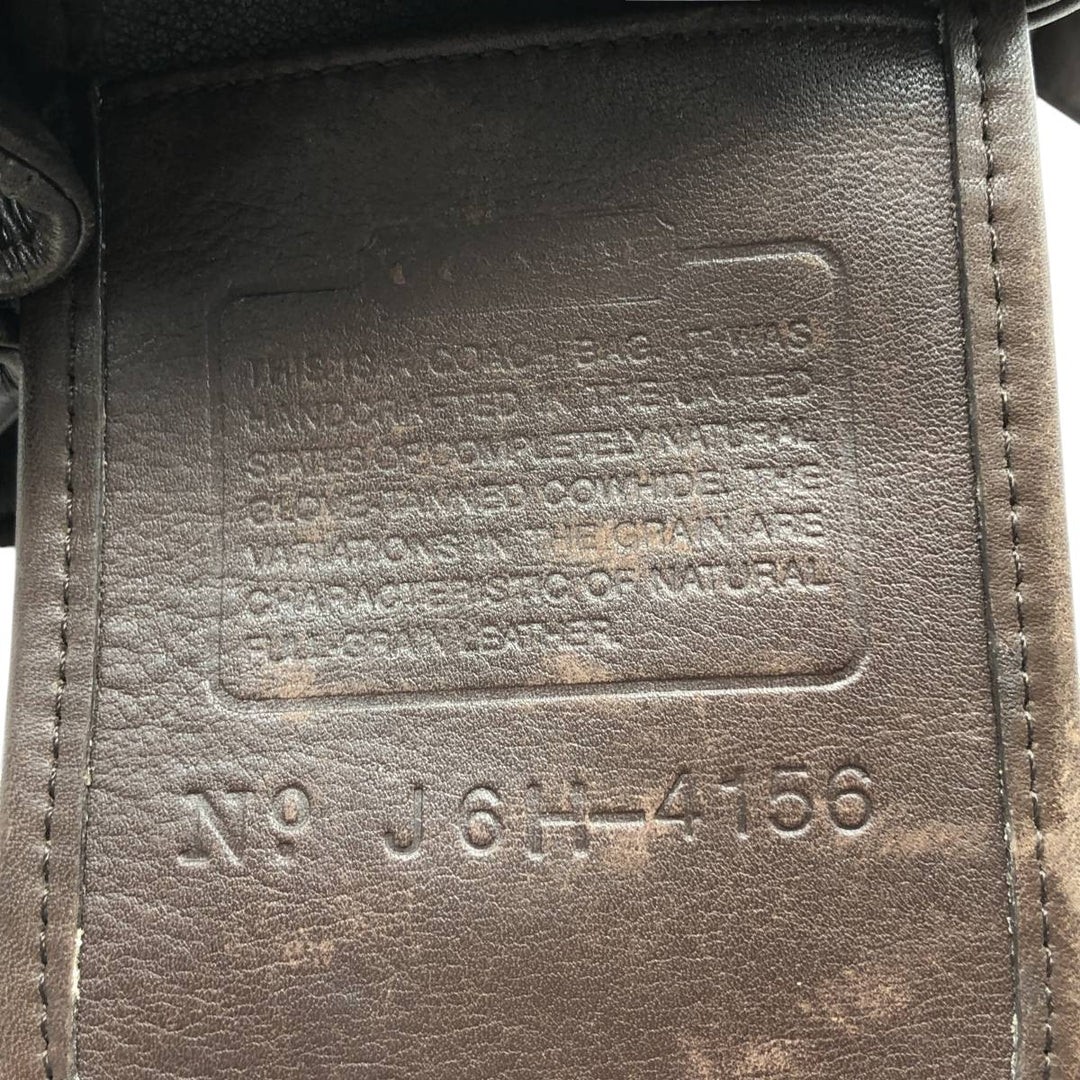 THIS IS A COACH BAG. IT WAS
HANDCRAFTED IN THE UNITED
STATES OF COMPLETELY NATURAL
GLOVE TANNED COWHIDE. THE
VARIATIONS IN THE GRAIN ARE
CHARACTERISTIC OF NATURAL
FULL-GRAIN LEATHER.
Nº J6H-4156